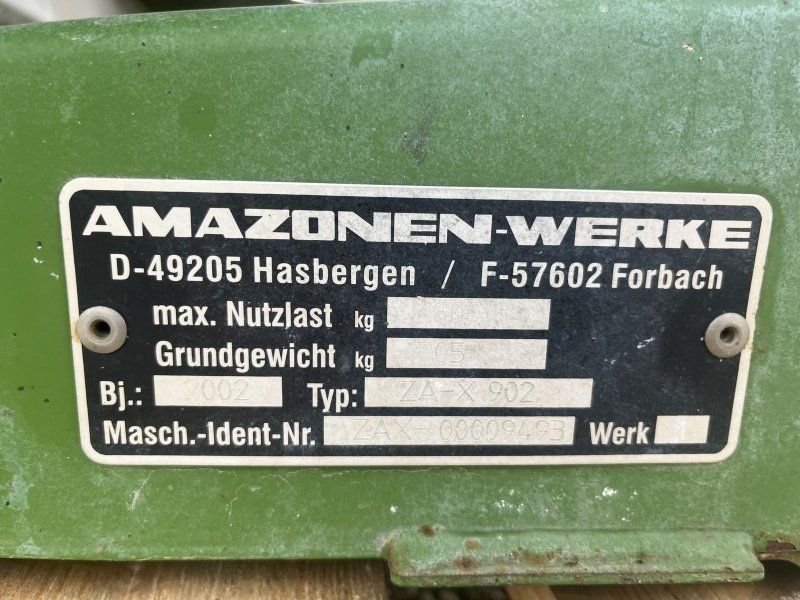 AMAZONEN-WERKE
D-49205 Hasbergen / F-57602 Forbach
max. Nutzlast kg
Grundgewicht kg
Bj.: 2002 Typ: ZA-X 902
Masch.-Ident-Nr. ZAX-00009493 Werk